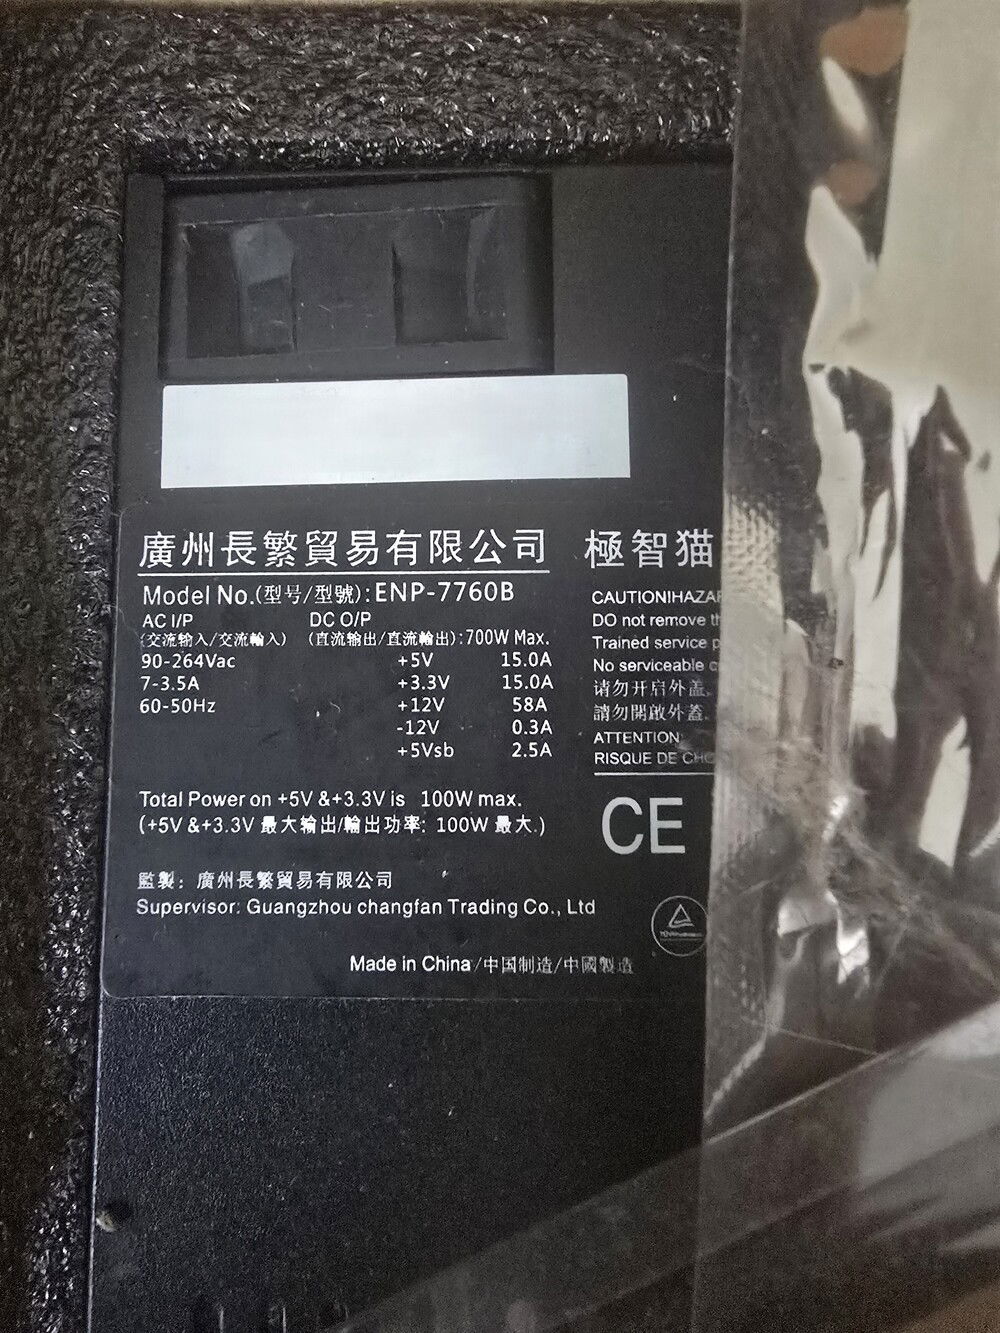 廣州長繁貿易有限公司
極智猫
Model No.(型号/型號): ENP-7760B
AC I/P DC O/P
(交流输入/交流輸入) (直流输出/直流輸出):700W Max.
90-264Vac +5V 15.0A
7-3.5A +3.3V 15.0A
60-50Hz +12V 58A
-12V 0.3A
+5Vsb 2.5A
Total Power on +5V &+3.3V is 100W max.
(+5V &+3.3V 最大输出/輸出功率: 100W 最大.)
監製: 廣州長繁貿易有限公司
Supervisor: Guangzhou changfan Trading Co., Ltd
Made in China/中国制造/中國製造
CAUTION!HAZAR
DO not remove th
Trained service p
No serviceable c
请勿开启外盖,
請勿開啟外蓋.
ATTENTION:
RISQUE DE CHO
CE